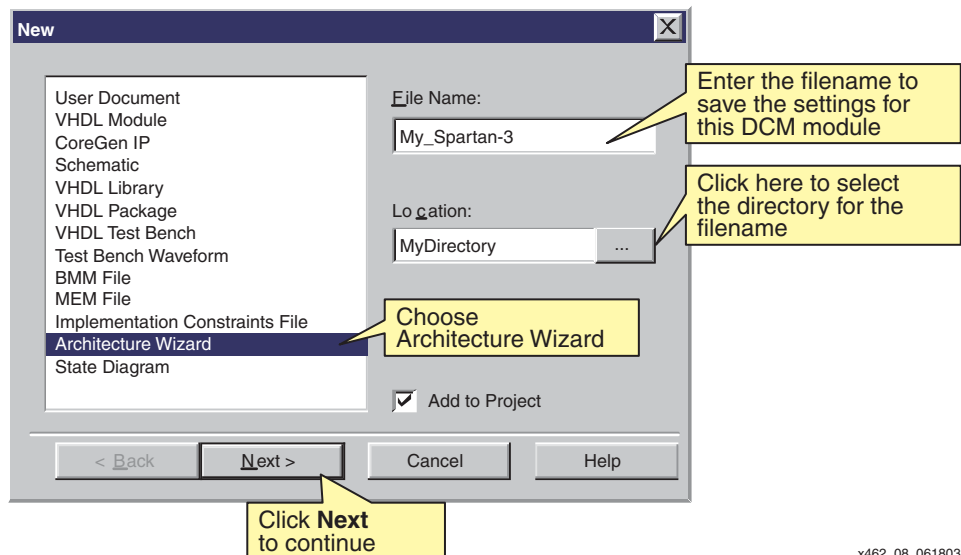 New
X
User Document
VHDL Module
CoreGen IP
Schematic
VHDL Library
VHDL Package
VHDL Test Bench
Test Bench Waveform
BMM File
MEM File
Implementation Constraints File
Architecture Wizard
State Diagram
File Name:
My_Spartan-3
Enter the filename to
save the settings for
this DCM module
Lo cation:
MyDirectory
...
Click here to select
the directory for the
filename
Choose
Architecture Wizard
Add to Project
< Back
Next >
Cancel
Help
Click Next
to continue
x462_08_061803